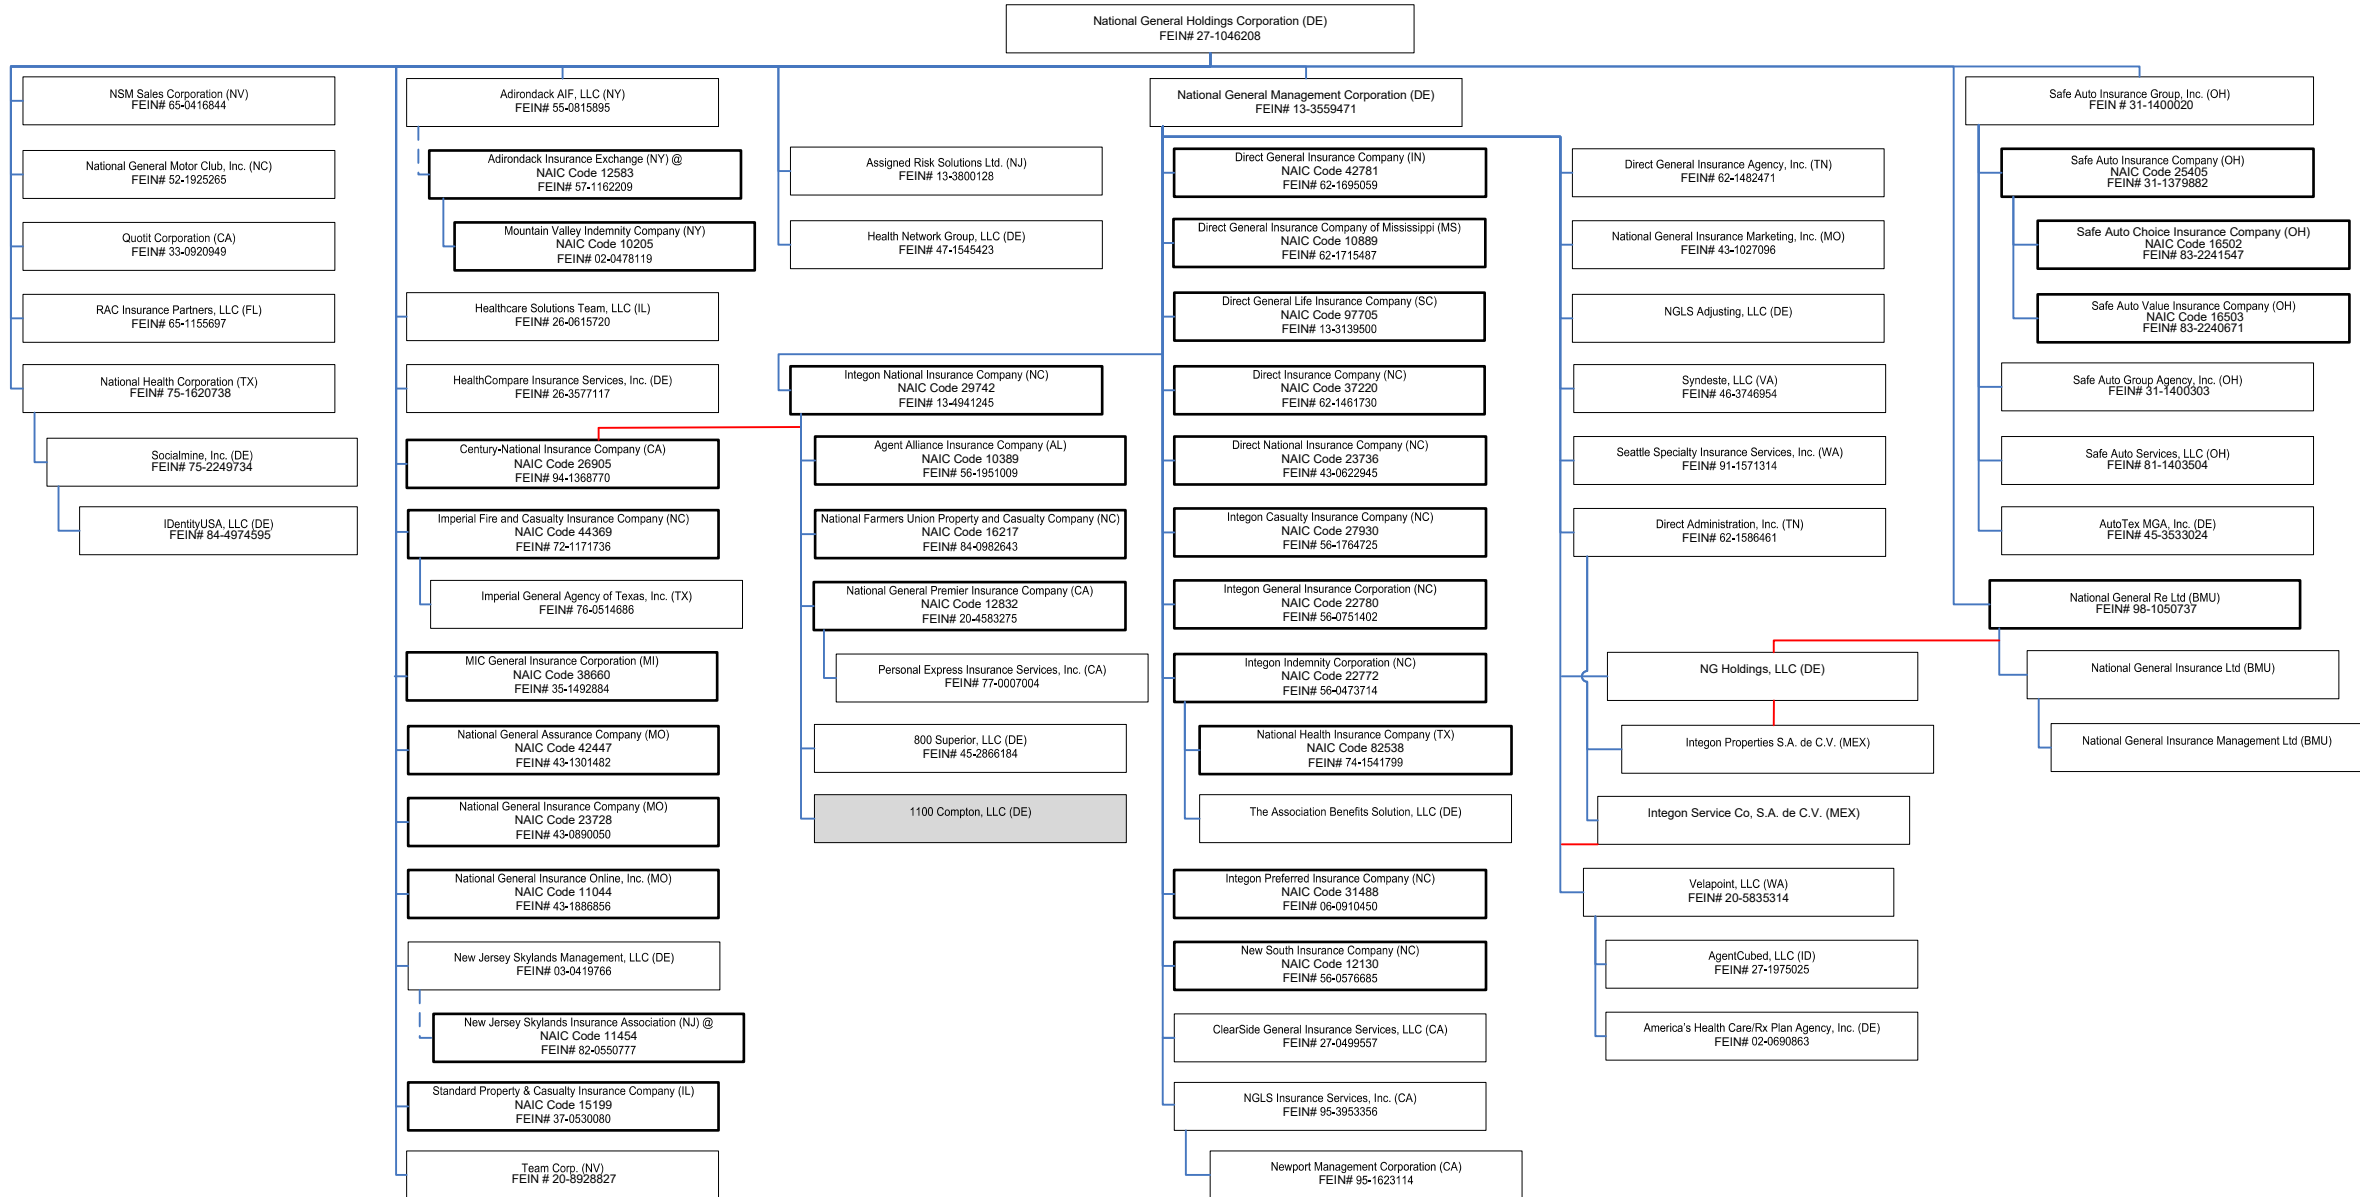 National General Holdings Corporation (DE)
FEIN# 27-1046208
NSM Sales Corporation (NV)
FEIN# 65-0416844
National General Motor Club, Inc. (NC)
FEIN# 52-1925265
Quotit Corporation (CA)
FEIN# 33-0920949
RAC Insurance Partners, LLC (FL)
FEIN# 65-1155697
National Health Corporation (TX)
FEIN# 75-1620738
Socialmine, Inc. (DE)
FEIN# 75-2249734
IDentityUSA, LLC (DE)
FEIN# 84-4974595
Adirondack AIF, LLC (NY)
FEIN# 55-0815895
Adirondack Insurance Exchange (NY) @
NAIC Code 12583
FEIN# 57-1162209
Mountain Valley Indemnity Company (NY)
NAIC Code 10205
FEIN# 02-0478119
Healthcare Solutions Team, LLC (IL)
FEIN# 26-0615720
HealthCompare Insurance Services, Inc. (DE)
FEIN# 26-3577117
Century-National Insurance Company (CA)
NAIC Code 26905
FEIN# 94-1368770
Imperial Fire and Casualty Insurance Company (NC)
NAIC Code 44369
FEIN# 72-1171736
Imperial General Agency of Texas, Inc. (TX)
FEIN# 76-0514686
MIC General Insurance Corporation (MI)
NAIC Code 38660
FEIN# 35-1492884
National General Assurance Company (MO)
NAIC Code 42447
FEIN# 43-1301482
National General Insurance Company (MO)
NAIC Code 23728
FEIN# 43-0890050
National General Insurance Online, Inc. (MO)
NAIC Code 11044
FEIN# 43-1886856
New Jersey Skylands Management, LLC (DE)
FEIN# 03-0419766
New Jersey Skylands Insurance Association (NJ) @
NAIC Code 11454
FEIN# 82-0550777
Standard Property & Casualty Insurance Company (IL)
NAIC Code 15199
FEIN# 37-0530080
Team Corp. (NV)
FEIN # 20-8928827
Assigned Risk Solutions Ltd. (NJ)
FEIN# 13-3800128
Health Network Group, LLC (DE)
FEIN# 47-1545423
Integon National Insurance Company (NC)
NAIC Code 29742
FEIN# 13-4941245
Agent Alliance Insurance Company (AL)
NAIC Code 10389
FEIN# 56-1951009
National Farmers Union Property and Casualty Company (NC)
NAIC Code 16217
FEIN# 84-0982643
National General Premier Insurance Company (CA)
NAIC Code 12832
FEIN# 20-4583275
Personal Express Insurance Services, Inc. (CA)
FEIN# 77-0007004
800 Superior, LLC (DE)
FEIN# 45-2866184
1100 Compton, LLC (DE)
National General Management Corporation (DE)
FEIN# 13-3559471
Direct General Insurance Company (IN)
NAIC Code 42781
FEIN# 62-1695059
Direct General Insurance Company of Mississippi (MS)
NAIC Code 10889
FEIN# 62-1715487
Direct General Life Insurance Company (SC)
NAIC Code 97705
FEIN# 13-3139500
Direct Insurance Company (NC)
NAIC Code 37220
FEIN# 62-1461730
Direct National Insurance Company (NC)
NAIC Code 23736
FEIN# 43-0622945
Integon Casualty Insurance Company (NC)
NAIC Code 27930
FEIN# 56-1764725
Integon General Insurance Corporation (NC)
NAIC Code 22780
FEIN# 56-0751402
Integon Indemnity Corporation (NC)
NAIC Code 22772
FEIN# 56-0473714
National Health Insurance Company (TX)
NAIC Code 82538
FEIN# 74-1541799
The Association Benefits Solution, LLC (DE)
Integon Preferred Insurance Company (NC)
NAIC Code 31488
FEIN# 06-0910450
New South Insurance Company (NC)
NAIC Code 12130
FEIN# 56-0576685
ClearSide General Insurance Services, LLC (CA)
FEIN# 27-0499557
NGLS Insurance Services, Inc. (CA)
FEIN# 95-3953356
Newport Management Corporation (CA)
FEIN# 95-1623114
Direct General Insurance Agency, Inc. (TN)
FEIN# 62-1482471
National General Insurance Marketing, Inc. (MO)
FEIN# 43-1027096
NGLS Adjusting, LLC (DE)
Syndeste, LLC (VA)
FEIN# 46-3746954
Seattle Specialty Insurance Services, Inc. (WA)
FEIN# 91-1571314
Direct Administration, Inc. (TN)
FEIN# 62-1586461
NG Holdings, LLC (DE)
Integon Properties S.A. de C.V. (MEX)
Integon Service Co, S.A. de C.V. (MEX)
Velapoint, LLC (WA)
FEIN# 20-5835314
AgentCubed, LLC (ID)
FEIN# 27-1975025
America's Health Care/Rx Plan Agency, Inc. (DE)
FEIN# 02-0690863
Safe Auto Insurance Group, Inc. (OH)
FEIN # 31-1400020
Safe Auto Insurance Company (OH)
NAIC Code 25405
FEIN# 31-1379882
Safe Auto Choice Insurance Company (OH)
NAIC Code 16502
FEIN# 83-2241547
Safe Auto Value Insurance Company (OH)
NAIC Code 16503
FEIN# 83-2240671
Safe Auto Group Agency, Inc. (OH)
FEIN# 31-1400303
Safe Auto Services, LLC (OH)
FEIN# 81-1403504
AutoTex MGA, Inc. (DE)
FEIN# 45-3533024
National General Re Ltd (BMU)
FEIN# 98-1050737
National General Insurance Ltd (BMU)
National General Insurance Management Ltd (BMU)